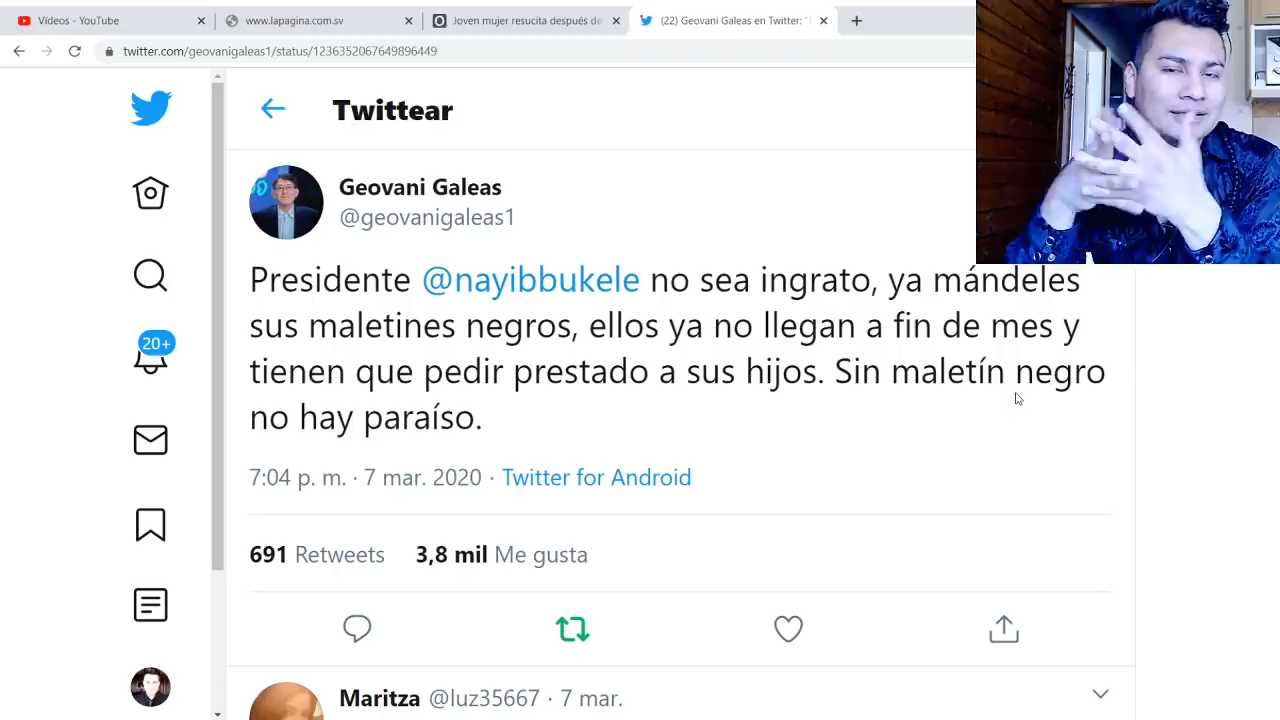 Vídeos - YouTube
www.lapagina.com.sv
Joven mujer resucita después de
(22) Geovani Galeas en Twitter: "
twitter.com/geovanigaleas1/status/1236352067649896449
Twittear
Geovani Galeas
@geovanigaleas1
Presidente @nayibbukele no sea ingrato, ya mándeles
sus maletines negros, ellos ya no llegan a fin de mes y
tienen que pedir prestado a sus hijos. Sin maletín negro
no hay paraíso.
7:04 p. m. · 7 mar. 2020 · Twitter for Android
691 Retweets 3,8 mil Me gusta
20+
Maritza @luz35667 · 7 mar.